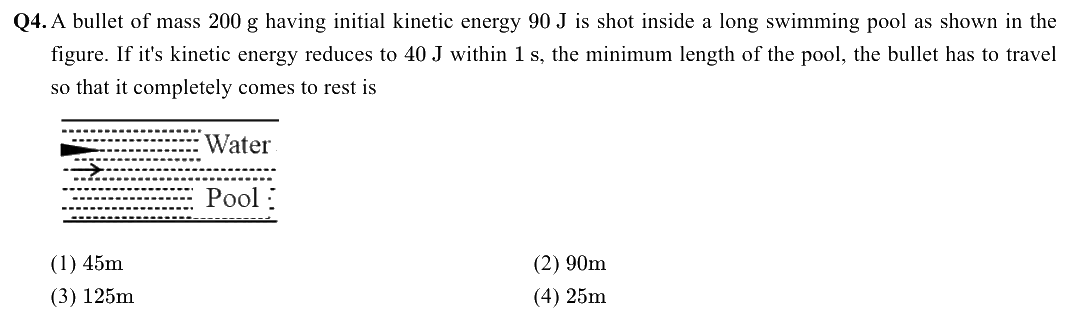 Q4. A bullet of mass 200 g having initial kinetic energy 90 J is shot inside a long swimming pool as shown in the
figure. If it's kinetic energy reduces to 40 J within 1 s, the minimum length of the pool, the bullet has to travel
so that it completely comes to rest is
Water
Pool
(1) 45m (2) 90m
(3) 125m (4) 25m